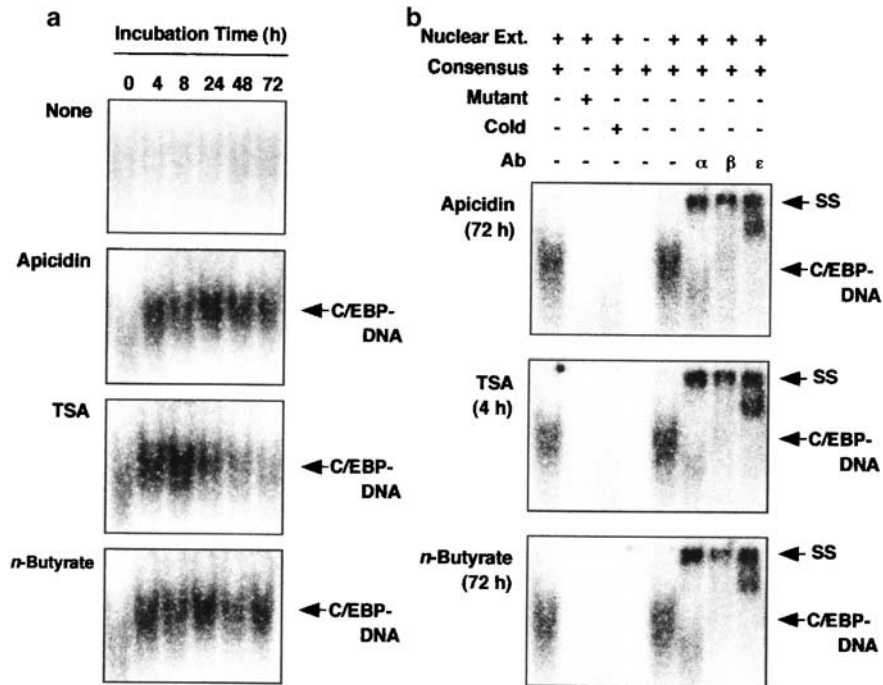 a
Incubation Time (h)
0 4 8 24 48 72
None
Apicidin
C/EBP-
DNA
TSA
C/EBP-
DNA
n-Butyrate
C/EBP-
DNA
b
Nuclear Ext. + + + - + + + +
Consensus + + + + + + +
Mutant - + - - - - - -
Cold - - + - - - - -
Ab - - - - - α β ε
Apicidin
(72 h)
SS
C/EBP-
DNA
TSA
(4 h)
SS
C/EBP-
DNA
n-Butyrate
(72 h)
SS
C/EBP-
DNA